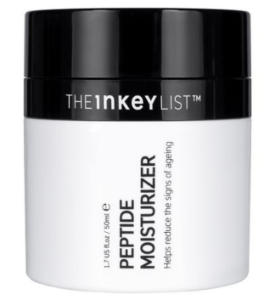 THE INKEY LIST™
PEPTIDE
MOISTURIZER
Helps reduce the signs of ageing
1.7 US fl.oz / 50ml ℮